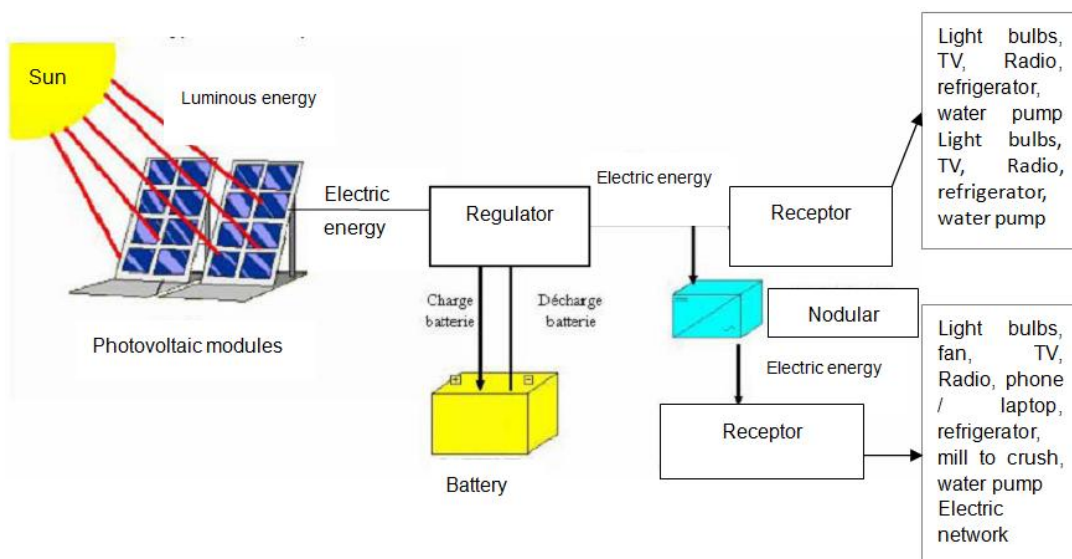 Sun
Luminous energy
Electric
energy
Photovoltaic modules
Regulator
Charge
batterie
Décharge
batterie
+
-
Battery
Electric energy
Receptor
Light bulbs,
TV, Radio,
refrigerator,
water pump
Light bulbs,
TV, Radio,
refrigerator,
water pump
Nodular
Electric energy
Receptor
Light bulbs,
fan, TV,
Radio, phone
/ laptop,
refrigerator,
mill to crush,
water pump
Electric
network